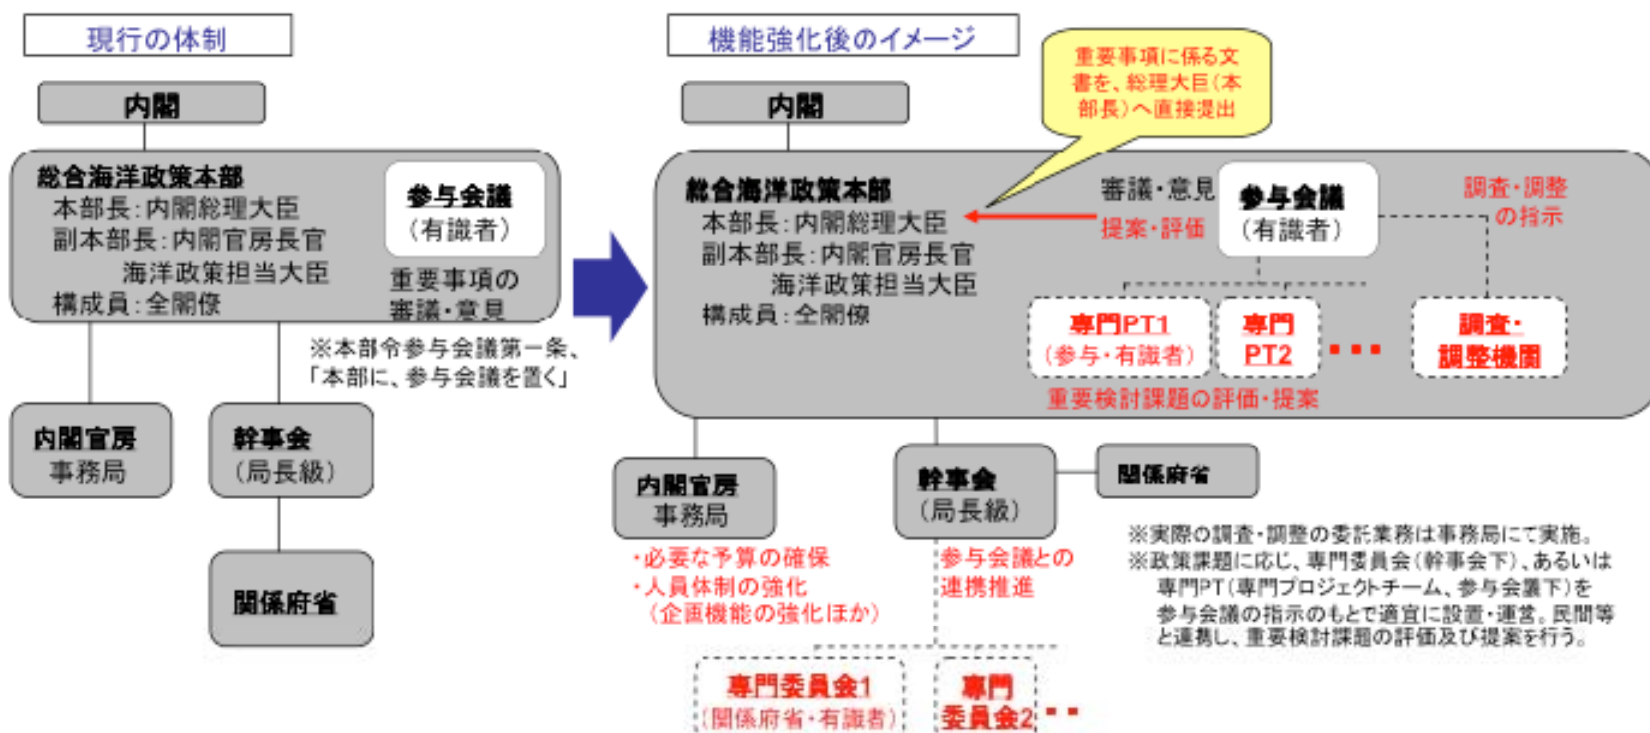 現行の体制
内閣
総合海洋政策本部
本部長:内閣総理大臣
副本部長:内閣官房長官
海洋政策担当大臣
構成員:全閣僚
参与会議
(有識者)
重要事項の
審議・意見
※本部令参与会議第一条、
「本部に、参与会議を置く」
内閣官房
事務局
幹事会
(局長級)
関係府省
機能強化後のイメージ
内閣
重要事項に係る文
書を、総理大臣(本
部長)へ直接提出
総合海洋政策本部
本部長:内閣総理大臣
副本部長:内閣官房長官
海洋政策担当大臣
構成員:全閣僚
審議・意見
提案・評価
参与会議
(有識者)
調査・調整
の指示
専門PT1
(参与・有識者)
専門
PT2
調査・
調整機関
重要検討課題の評価・提案
内閣官房
事務局
・必要な予算の確保
・人員体制の強化
(企画機能の強化ほか)
幹事会
(局長級)
関係府省
参与会議との
連携推進
専門委員会1
(関係府省・有識者)
専門
委員会2
※実際の調査・調整の委託業務は事務局にて実施。
※政策課題に応じ、専門委員会(幹事会下)、あるいは
専門PT(専門プロジェクトチーム、参与会議下)を
参与会議の指示のもとで適宜に設置・運営。民間等
と連携し、重要検討課題の評価及び提案を行う。